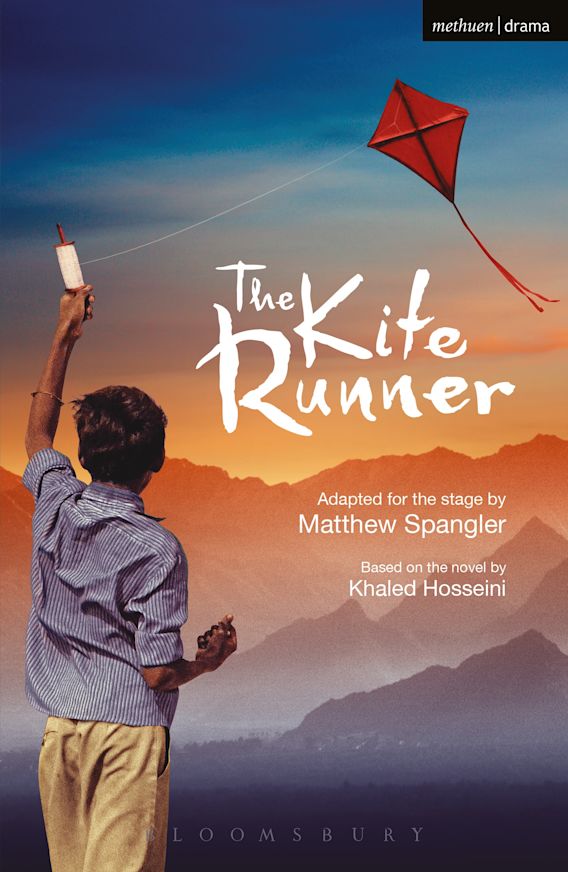 methuen | drama
The Kite
Runner
Adapted for the stage by
Matthew Spangler
Based on the novel by
Khaled Hosseini
BLOOMSBURY